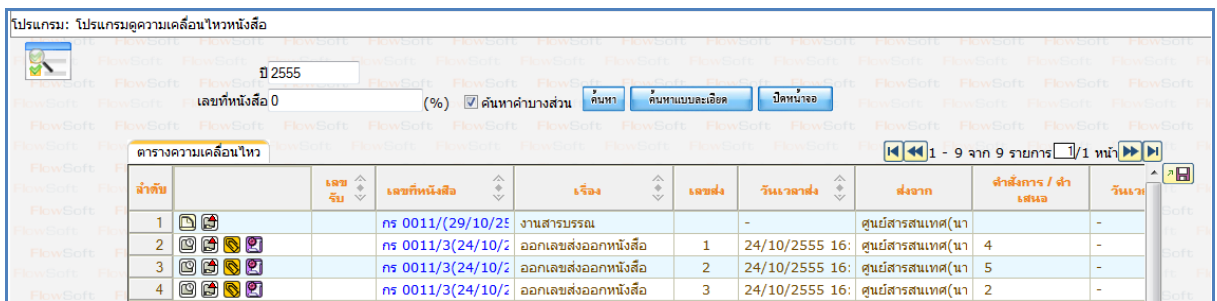 โปรแกรม: โปรแกรมดูความเคลื่อนไหวหนังสือ
ปี 2555
เลขที่หนังสือ 0 (%) ค้นหาคำบางส่วน ค้นหา ค้นหาแบบละเอียด ปิดหน้าจอ
ตารางความเคลื่อนไหว 1 - 9 จาก 9 รายการ 1/1 หน้า
ลำดับ เลขรับ เลขที่หนังสือ เรื่อง เลขส่ง วันเวลาส่ง ส่งจาก คำสั่งการ / คำเสนอ วันเวลา
1 กร 0011/(29/10/25 งานสารบรรณ - ศูนย์สารสนเทศ(นา -
2 กร 0011/3(24/10/2 ออกเลขส่งออกหนังสือ 1 24/10/2555 16: ศูนย์สารสนเทศ(นา 4 -
3 กร 0011/3(24/10/2 ออกเลขส่งออกหนังสือ 2 24/10/2555 16: ศูนย์สารสนเทศ(นา 5 -
4 กร 0011/3(24/10/2 ออกเลขส่งออกหนังสือ 3 24/10/2555 16: ศูนย์สารสนเทศ(นา 2 -